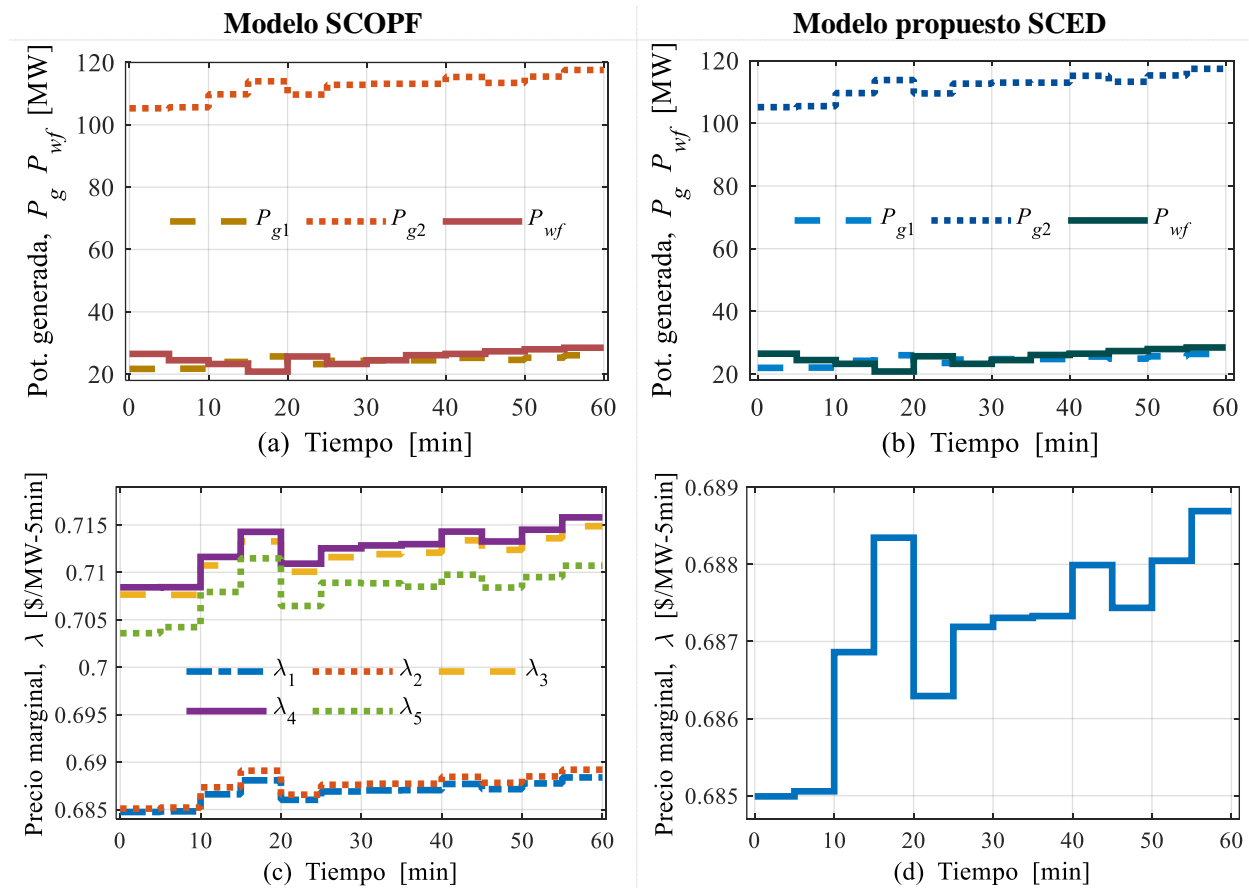 Modelo SCOPF
Modelo propuesto SCED
Pot. generada, P_g P_wf [MW]
120
100
80
60
40
20
P_g1 P_g2 P_wf
0 10 20 30 40 50 60
(a) Tiempo [min]
Pot. generada, P_g P_wf [MW]
120
100
80
60
40
20
P_g1 P_g2 P_wf
0 10 20 30 40 50 60
(b) Tiempo [min]
Precio marginal, λ [$/MW-5min]
0.715
0.71
0.705
0.7
0.695
0.69
0.685
λ_1 λ_2 λ_3
λ_4 λ_5
0 10 20 30 40 50 60
(c) Tiempo [min]
Precio marginal, λ [$/MW-5min]
0.689
0.688
0.687
0.686
0.685
0 10 20 30 40 50 60
(d) Tiempo [min]